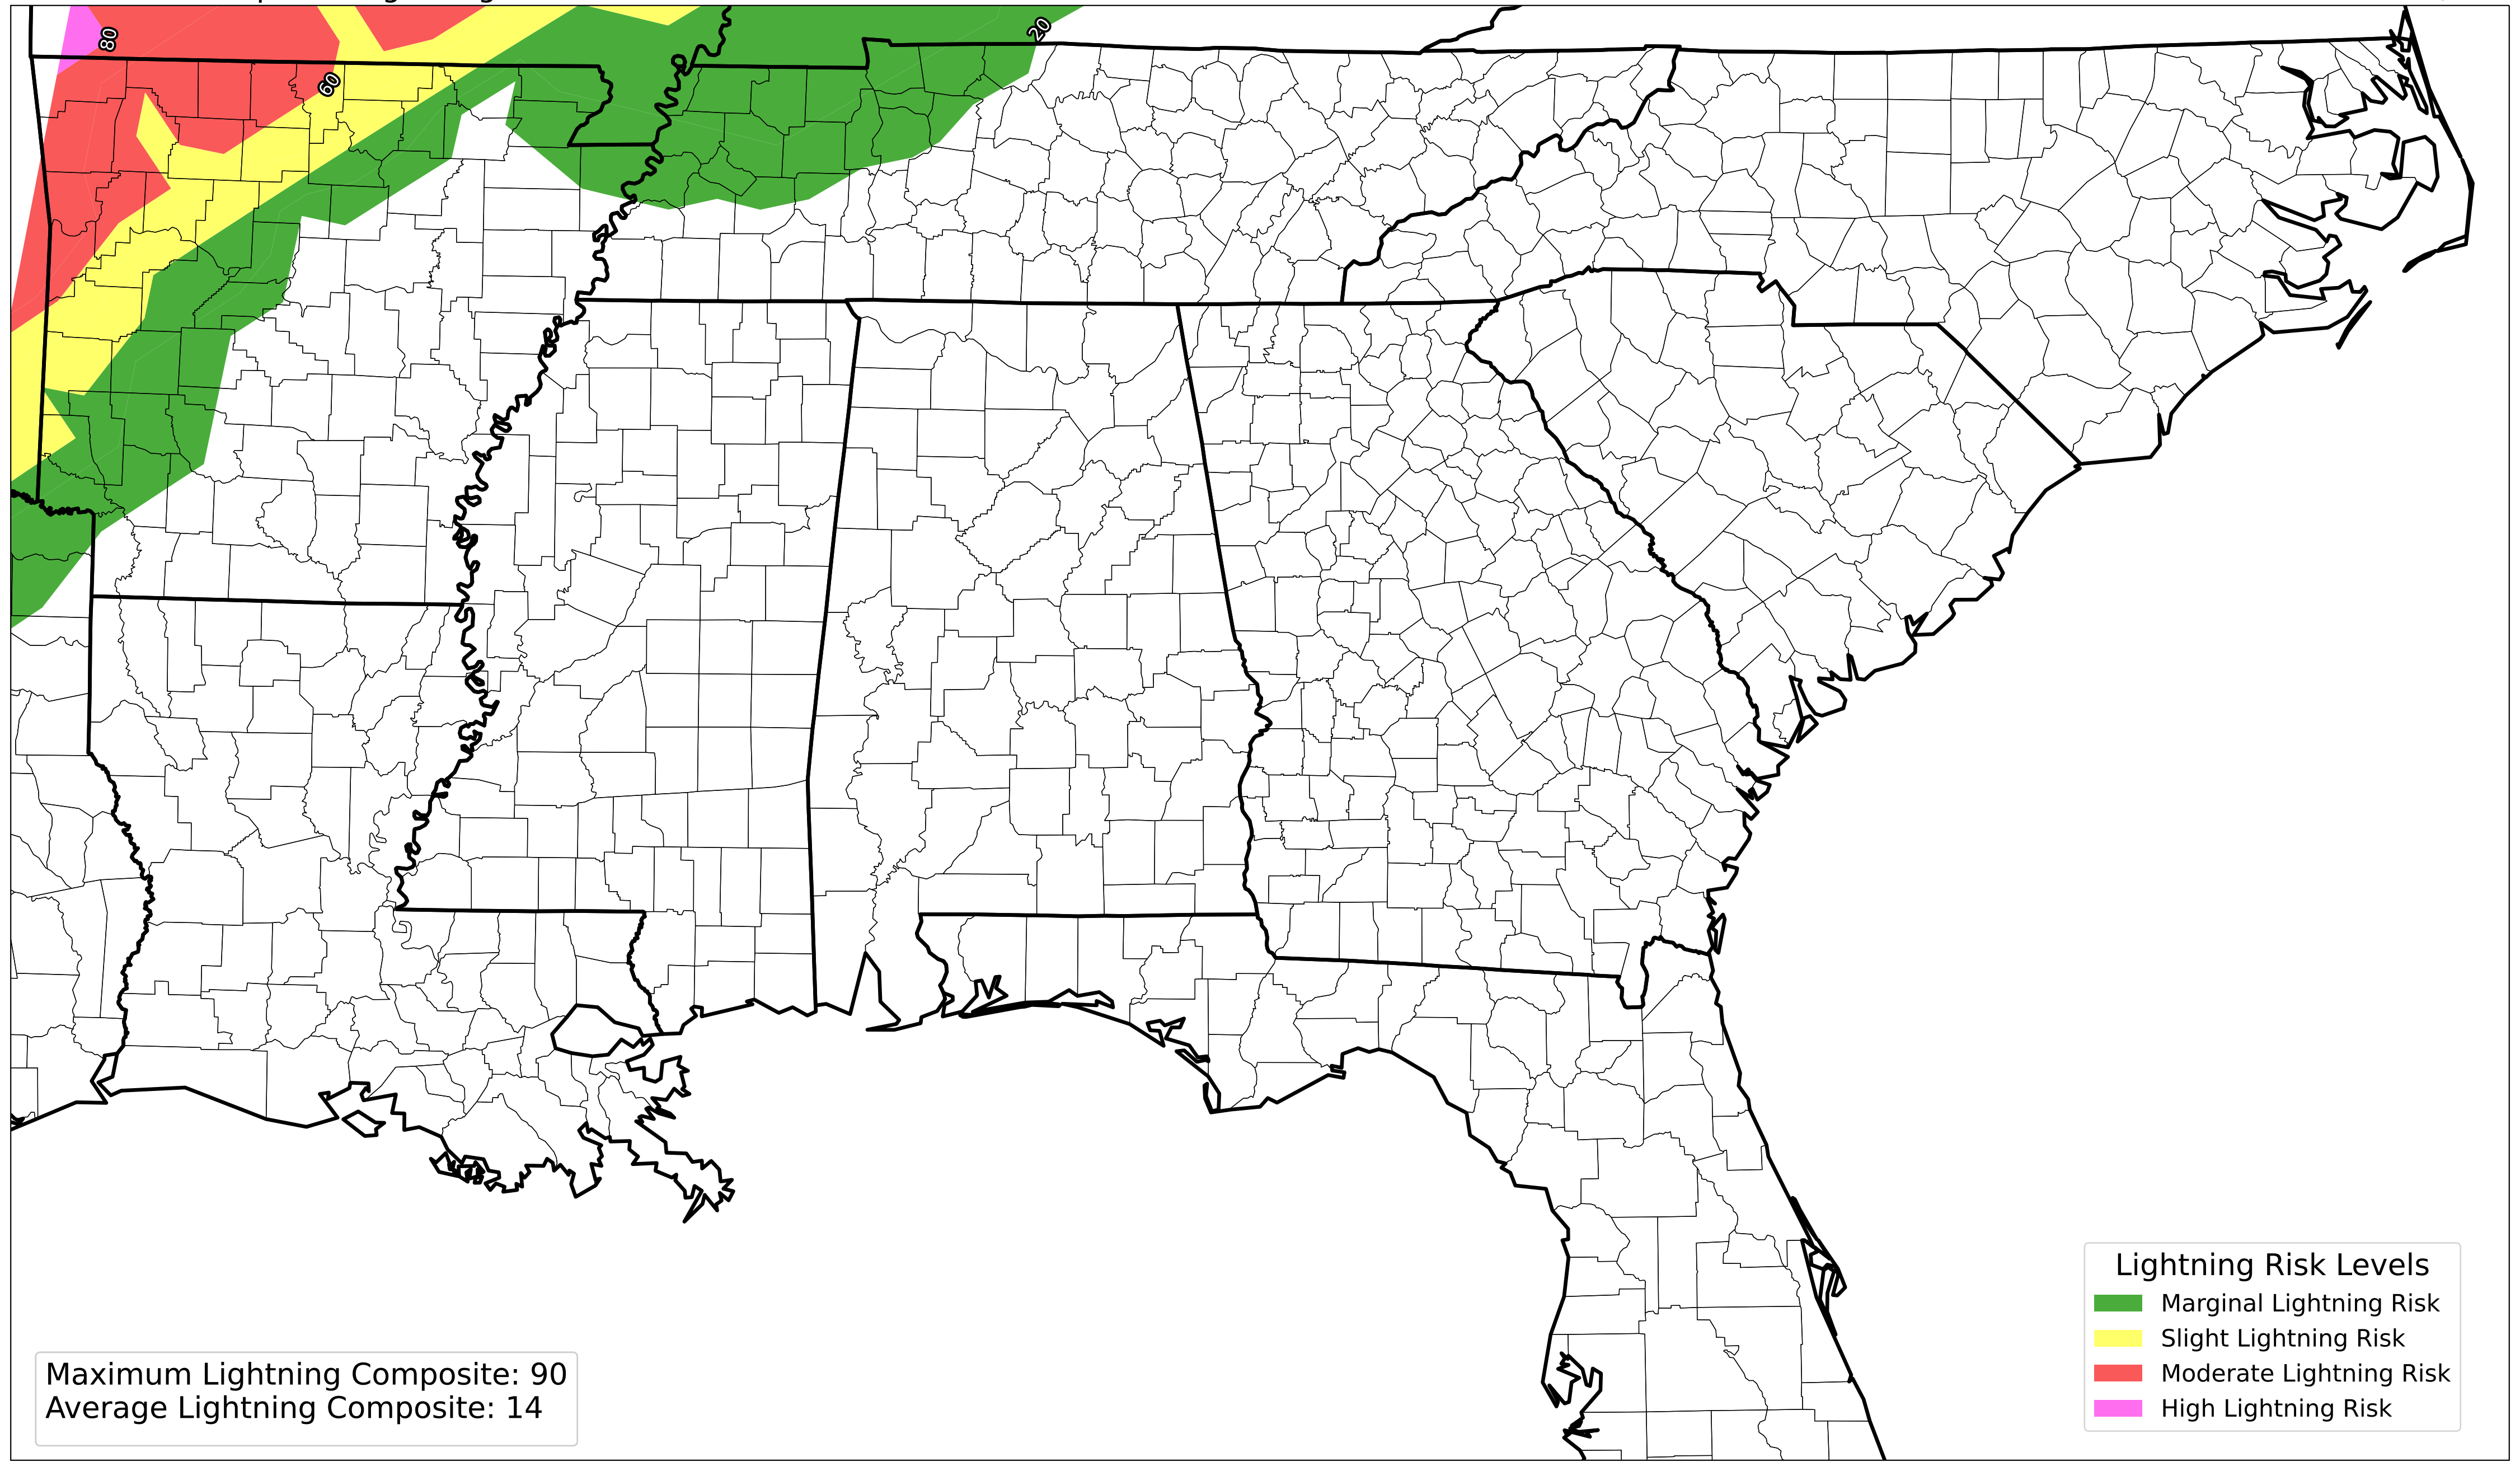 80
60
20
Lightning Risk Levels
Marginal Lightning Risk
Slight Lightning Risk
Moderate Lightning Risk
High Lightning Risk
Maximum Lightning Composite: 90
Average Lightning Composite: 14